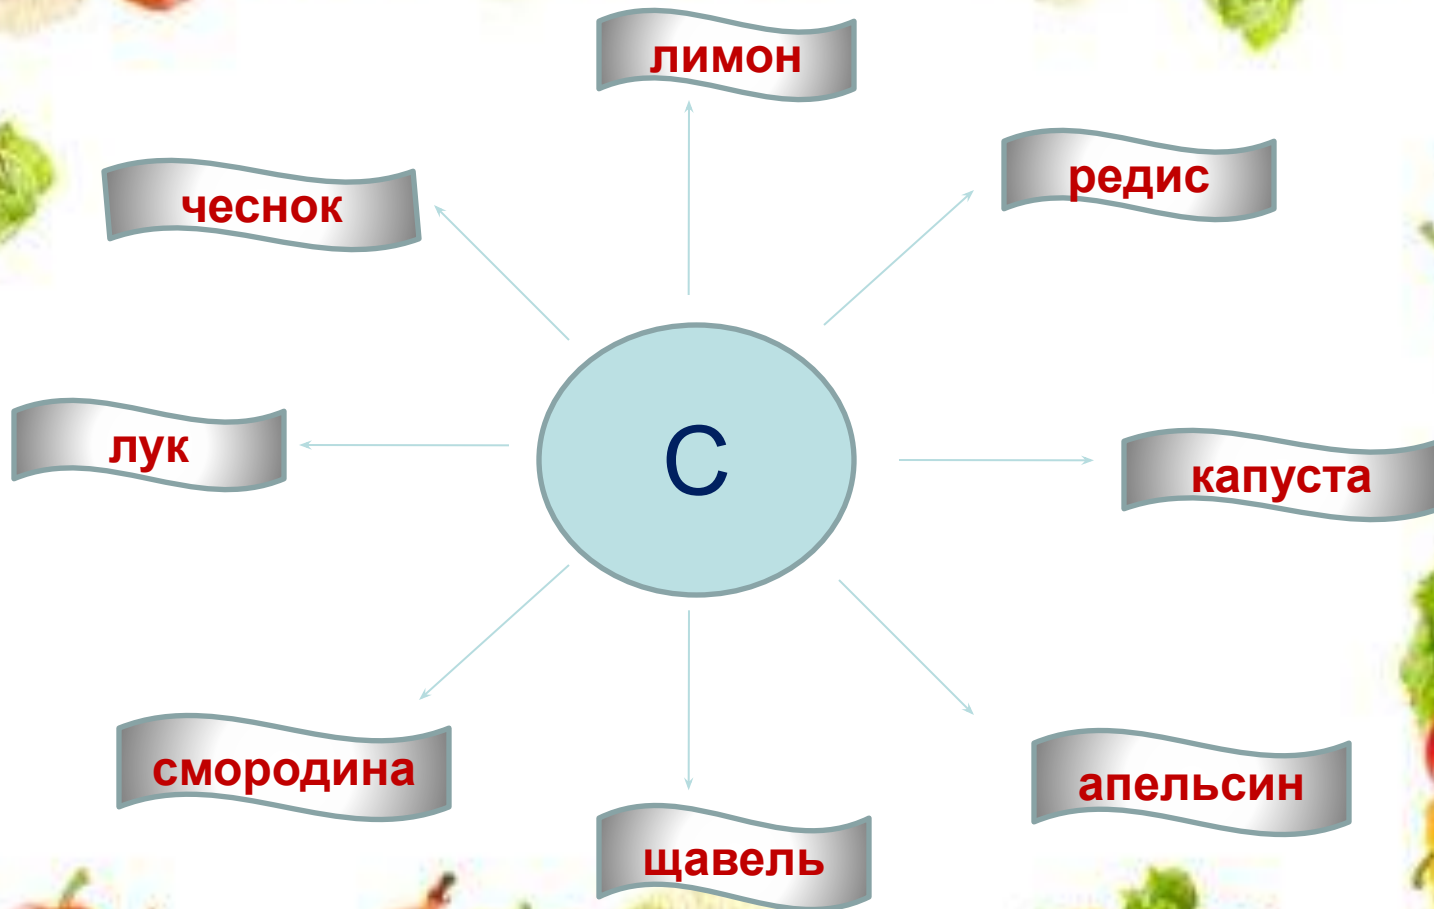 лимон
редис
чеснок
С
лук
капуста
смородина
апельсин
щавель